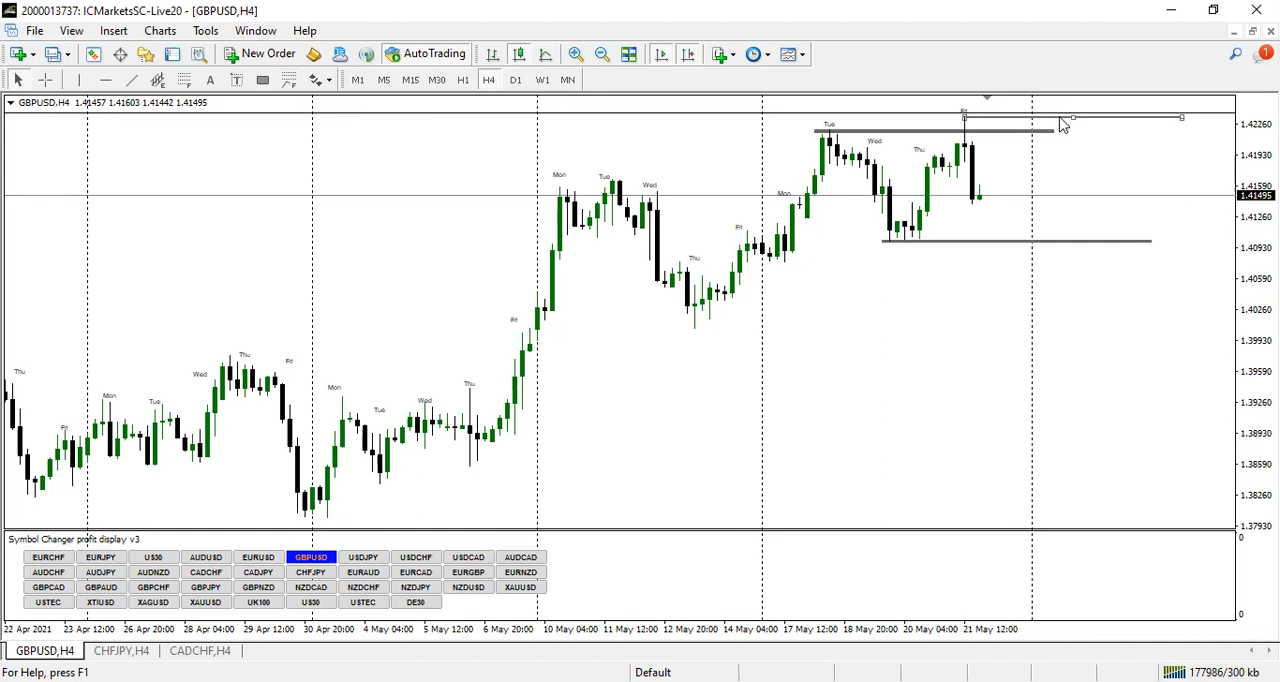 2000013737: ICMarketsSC-Live20 - [GBPUSD,H4]
File View Insert Charts Tools Window Help
New Order AutoTrading
A T M1 M5 M15 M30 H1 H4 D1 W1 MN 1
GBPUSD,H4 1.41457 1.41603 1.41442 1.41495
Fri
1.42260
Tue
Wed
Thu
1.41930
Mon Tue Wed
Mon
1.41590
1.41495
1.41260
Fri
1.40930
Thu
1.40590
1.40260
Fri
1.39930
Thu Fri
Thu
1.39590
Wed
Mon
Thu
Mon Tue
Tue
Wed
1.39260
Fri
1.38930
1.38590
1.38260
1.37930
Symbol Changer profit display v3
0
EURCHF EURJPY US30 AUDUSD EURUSD GBPUSD USDJPY USDCHF USDCAD AUDCAD
AUDCHF AUDJPY AUDNZD CADCHF CADJPY CHFJPY EURAUD EURCAD EURGBP EURNZD
GBPCAD GBPAUD GBPCHF GBPJPY GBPNZD NZDCAD NZDCHF NZDJPY NZDUSD XAUUSD
USTEC XTIUSD XAGUSD XAUUSD UK100 US30 USTEC DE30
0
22 Apr 2021 23 Apr 12:00 26 Apr 20:00 28 Apr 04:00 29 Apr 12:00 30 Apr 20:00 4 May 04:00 5 May 12:00 6 May 20:00 10 May 04:00 11 May 12:00 12 May 20:00 14 May 04:00 17 May 12:00 18 May 20:00 20 May 04:00 21 May 12:00
GBPUSD,H4 CHFJPY,H4 CADCHF,H4
For Help, press F1 Default 177986/300 kb